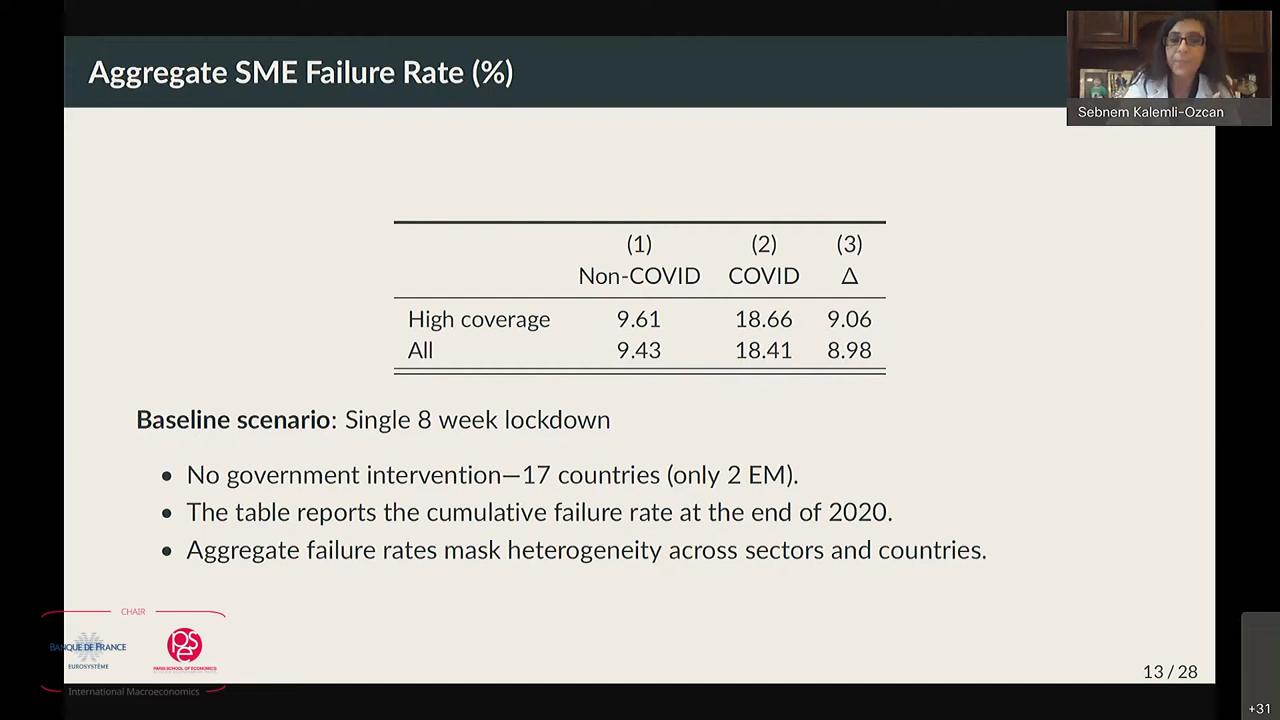 Aggregate SME Failure Rate (%)
Sebnem Kalemli-Ozcan
(1) (2) (3)
Non-COVID COVID Δ
High coverage 9.61 18.66 9.06
All 9.43 18.41 8.98
Baseline scenario: Single 8 week lockdown
• No government intervention—17 countries (only 2 EM).
• The table reports the cumulative failure rate at the end of 2020.
• Aggregate failure rates mask heterogeneity across sectors and countries.
CHAIR
BANQUE DE FRANCE
EUROSYSTÈME
PSE
PARIS SCHOOL OF ECONOMICS
International Macroeconomics
13 / 28
+31